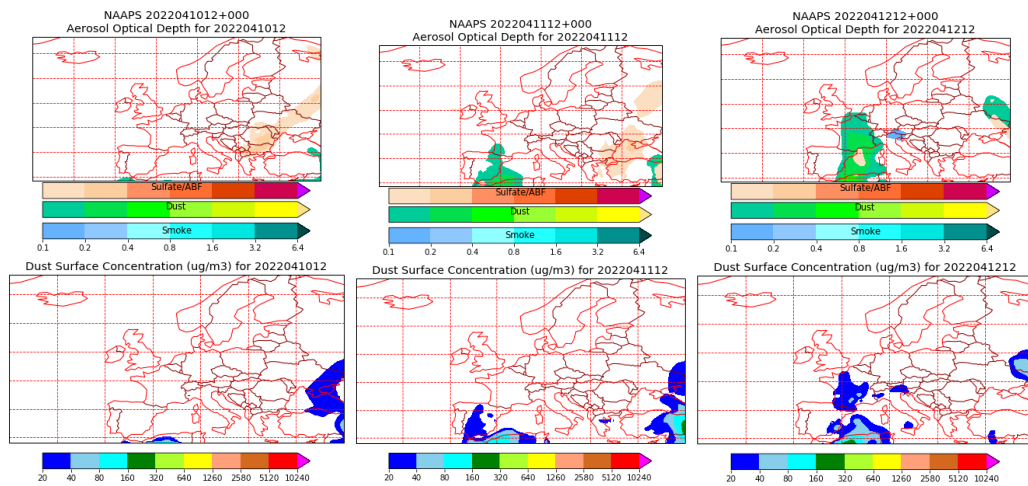 NAAPS 2022041012+000
Aerosol Optical Depth for 2022041012
Sulfate/ABF
Dust
Smoke
0.1 0.2 0.4 0.8 1.6 3.2 6.4
NAAPS 2022041112+000
Aerosol Optical Depth for 2022041112
Sulfate/ABF
Dust
Smoke
0.1 0.2 0.4 0.8 1.6 3.2 6.4
NAAPS 2022041212+000
Aerosol Optical Depth for 2022041212
Sulfate/ABF
Dust
Smoke
0.1 0.2 0.4 0.8 1.6 3.2 6.4
Dust Surface Concentration (ug/m3) for 2022041012
20 40 80 160 320 640 1260 2580 5120 10240
Dust Surface Concentration (ug/m3) for 2022041112
20 40 80 160 320 640 1260 2580 5120 10240
Dust Surface Concentration (ug/m3) for 2022041212
20 40 80 160 320 640 1260 2580 5120 10240